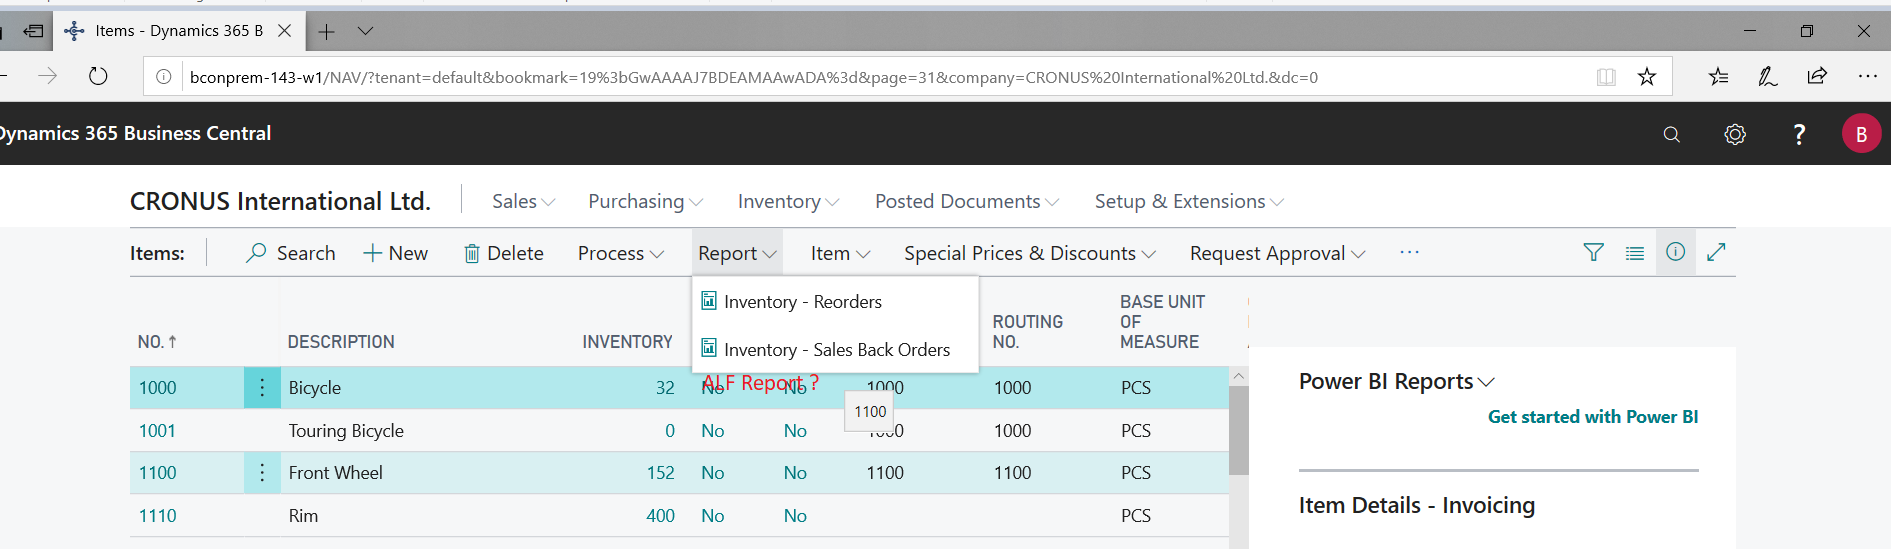 Items - Dynamics 365 B
bconprem-143-w1/NAV/?tenant=default&bookmark=19%3bGwAAAAJ7BDEAMAAwADA%3d&page=31&company=CRONUS%20International%20Ltd.&dc=0
Dynamics 365 Business Central
?
B
CRONUS International Ltd.
Sales
Purchasing
Inventory
Posted Documents
Setup & Extensions
Items:
Search
New
Delete
Process
Report
Item
Special Prices & Discounts
Request Approval
Inventory - Reorders
Inventory - Sales Back Orders
ALF Report ?
1100
NO. ↑ DESCRIPTION INVENTORY ROUTING NO. BASE UNIT OF MEASURE
1000 Bicycle 32 No No 1000 1000 PCS
1001 Touring Bicycle 0 No No 1000 1000 PCS
1100 Front Wheel 152 No No 1100 1100 PCS
1110 Rim 400 No No PCS
Power BI Reports
Get started with Power BI
Item Details - Invoicing